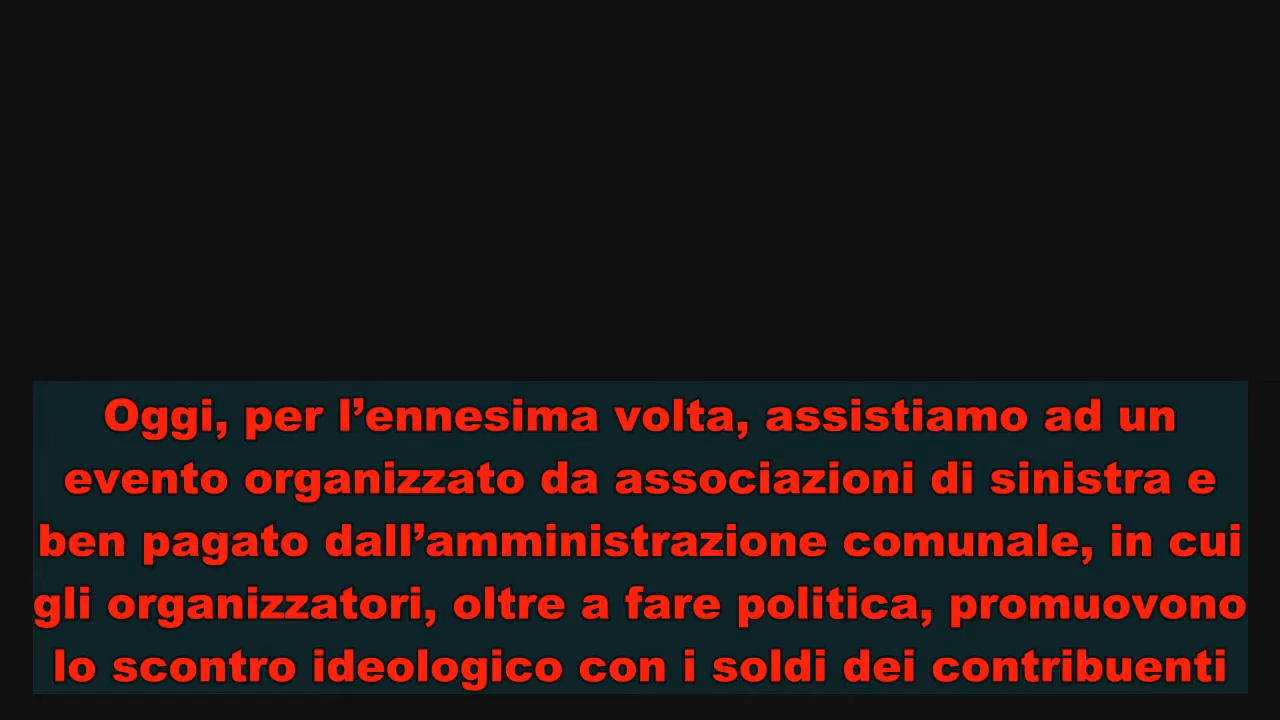 Oggi, per l’ennesima volta, assistiamo ad un
evento organizzato da associazioni di sinistra e
ben pagato dall’amministrazione comunale, in cui
gli organizzatori, oltre a fare politica, promuovono
lo scontro ideologico con i soldi dei contribuenti